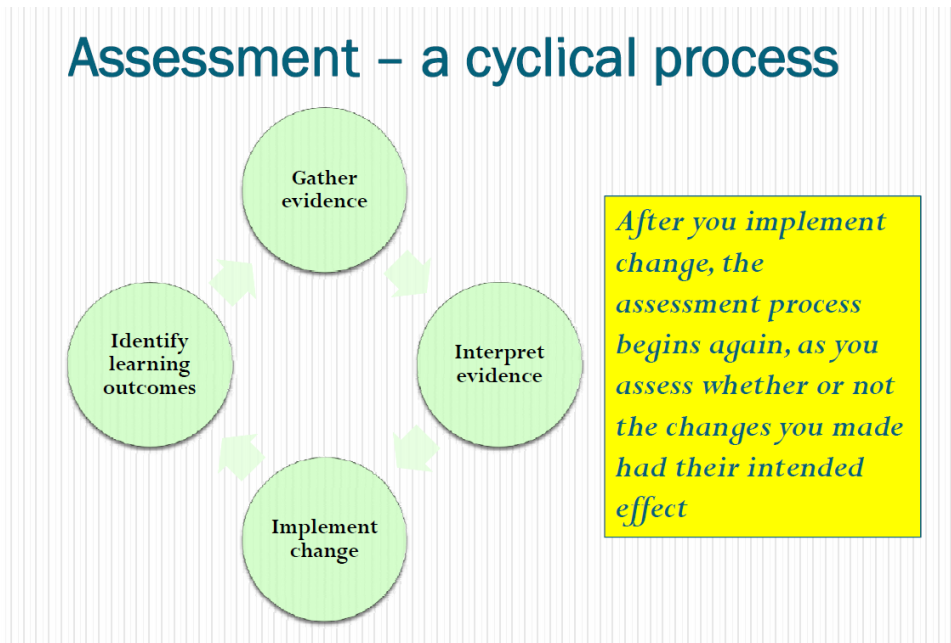 Assessment – a cyclical process
Gather
evidence
Identify
learning
outcomes
Interpret
evidence
Implement
change
After you implement
change, the
assessment process
begins again, as you
assess whether or not
the changes you made
had their intended
effect